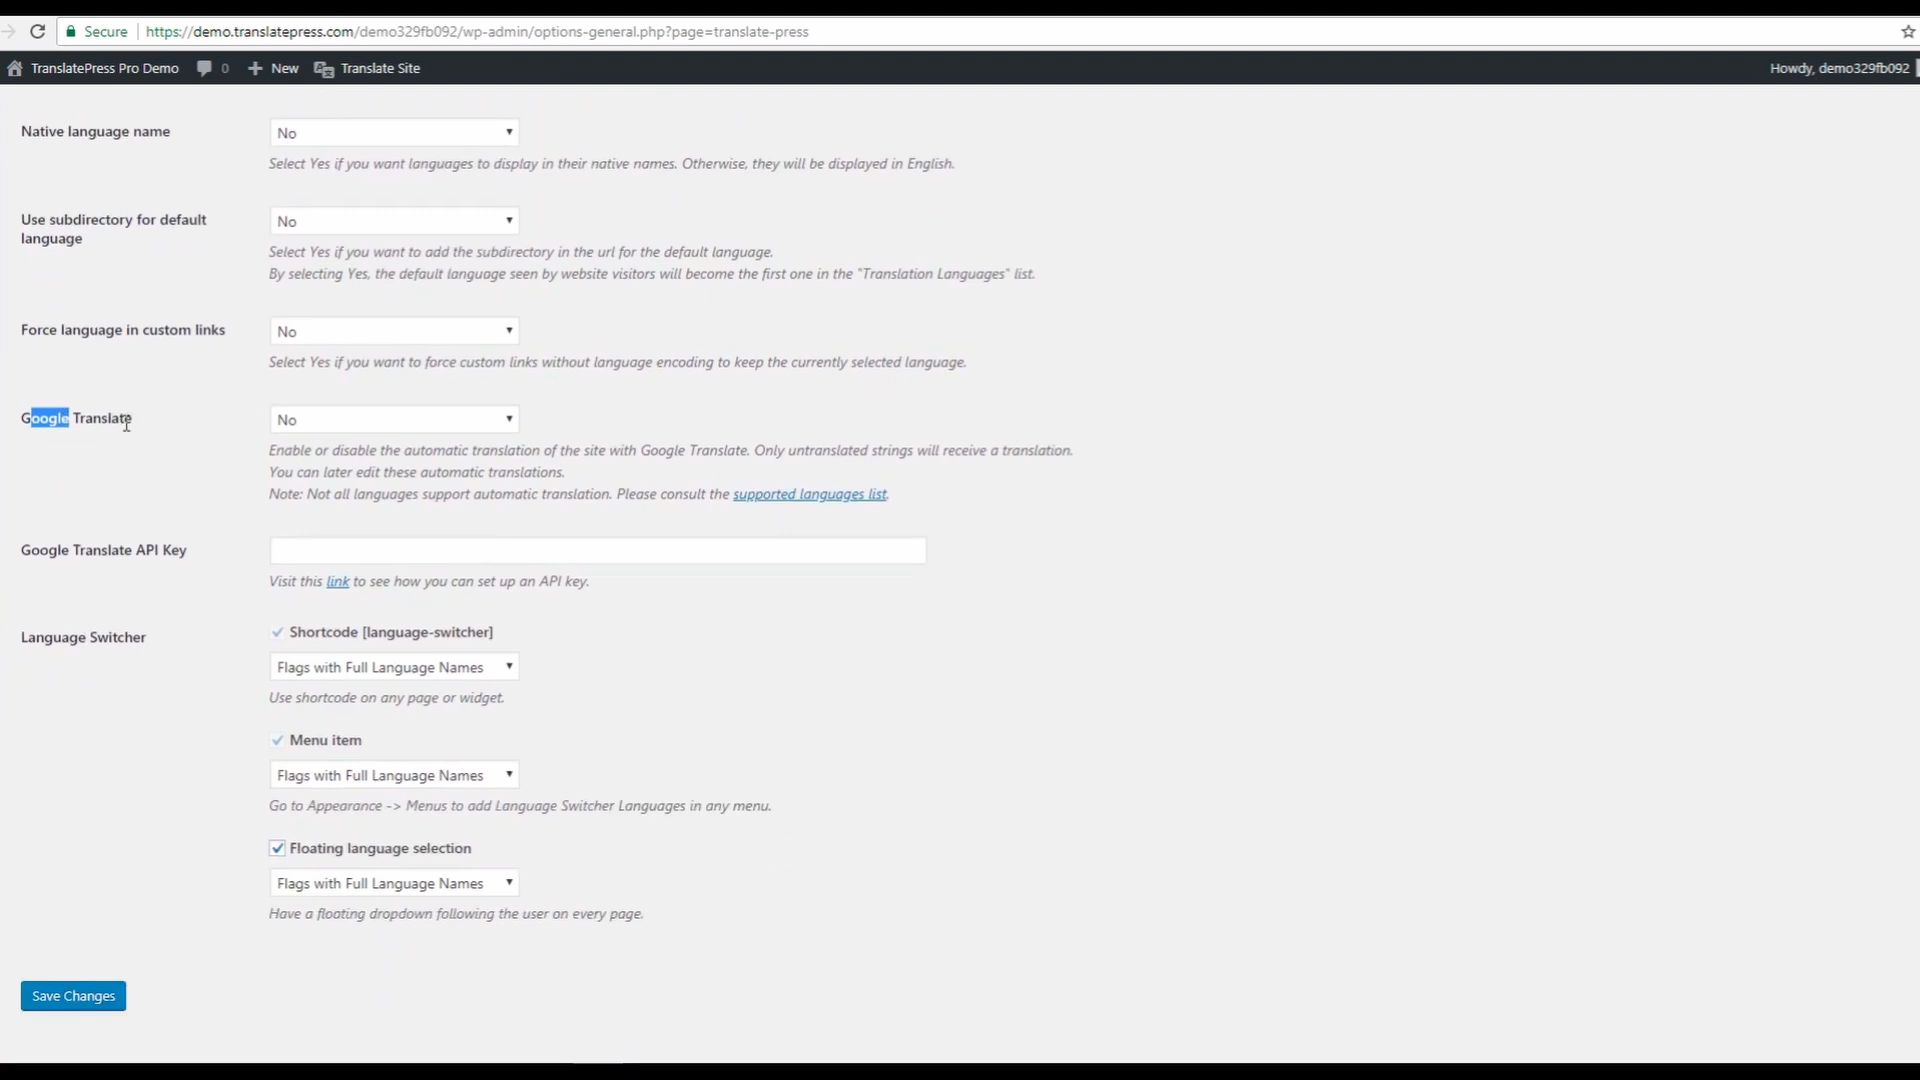 Secure https://demo.translatepress.com/demo329fb092/wp-admin/options-general.php?page=translate-press
TranslatePress Pro Demo 0 New Translate Site Howdy, demo329fb092
Native language name No
Select Yes if you want languages to display in their native names. Otherwise, they will be displayed in English.
Use subdirectory for default No
language
Select Yes if you want to add the subdirectory in the url for the default language.
By selecting Yes, the default language seen by website visitors will become the first one in the "Translation Languages" list.
Force language in custom links No
Select Yes if you want to force custom links without language encoding to keep the currently selected language.
Google Translate No
Enable or disable the automatic translation of the site with Google Translate. Only untranslated strings will receive a translation.
You can later edit these automatic translations.
Note: Not all languages support automatic translation. Please consult the supported languages list.
Google Translate API Key
Visit this link to see how you can set up an API key.
Language Switcher Shortcode [language-switcher]
Flags with Full Language Names
Use shortcode on any page or widget.
Menu item
Flags with Full Language Names
Go to Appearance -> Menus to add Language Switcher Languages in any menu.
Floating language selection
Flags with Full Language Names
Have a floating dropdown following the user on every page.
Save Changes